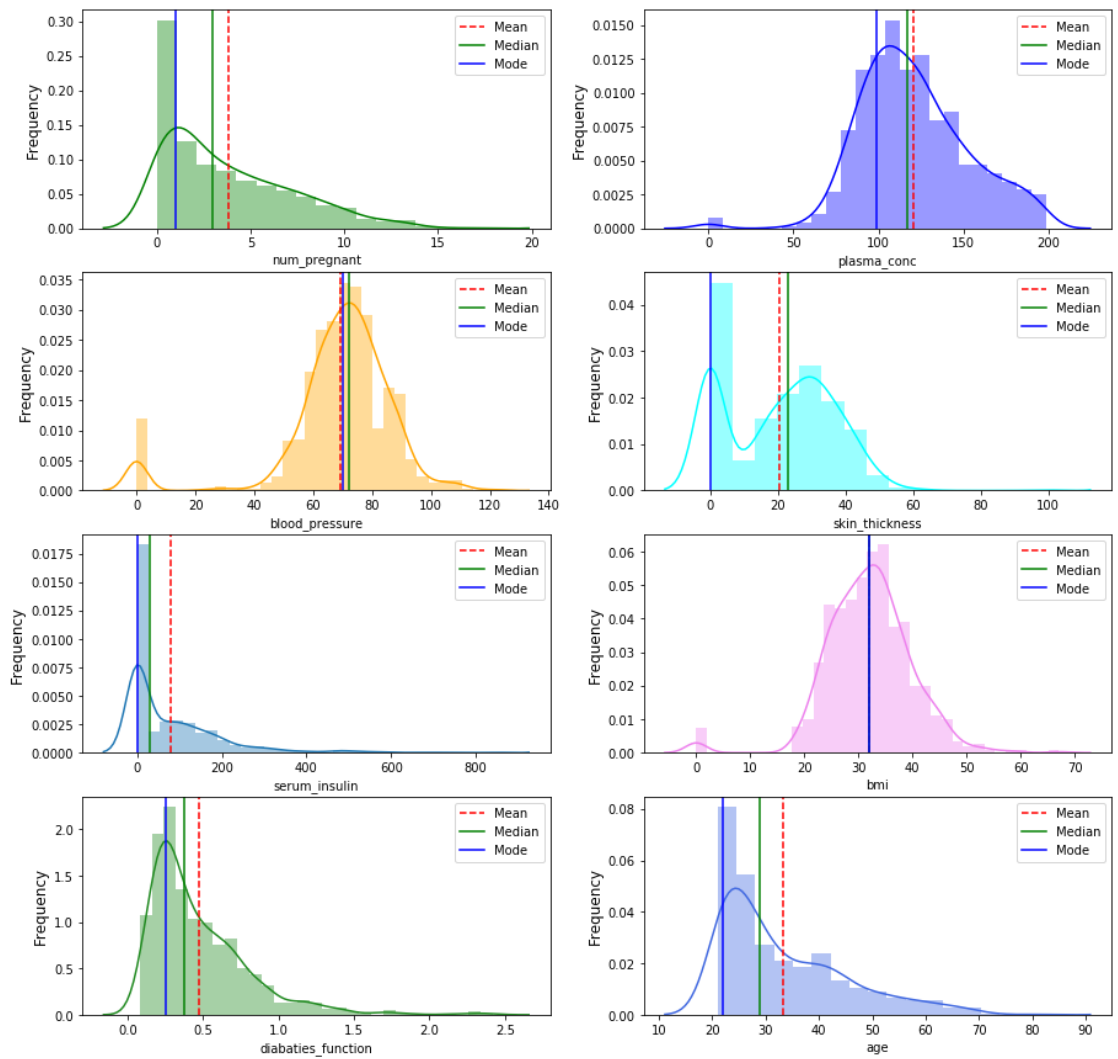 Frequency
0.30
0.25
0.20
0.15
0.10
0.05
0.00
Mean
Median
Mode
0 5 10 15 20
num_pregnant
Frequency
0.0150
0.0125
0.0100
0.0075
0.0050
0.0025
0.0000
Mean
Median
Mode
0 50 100 150 200
plasma_conc
Frequency
0.035
0.030
0.025
0.020
0.015
0.010
0.005
0.000
Mean
Median
Mode
0 20 40 60 80 100 120 140
blood_pressure
Frequency
0.04
0.03
0.02
0.01
0.00
Mean
Median
Mode
0 20 40 60 80 100
skin_thickness
Frequency
0.0175
0.0150
0.0125
0.0100
0.0075
0.0050
0.0025
0.0000
Mean
Median
Mode
0 200 400 600 800
serum_insulin
Frequency
0.06
0.05
0.04
0.03
0.02
0.01
0.00
Mean
Median
Mode
0 10 20 30 40 50 60 70
bmi
Frequency
2.0
1.5
1.0
0.5
0.0
Mean
Median
Mode
0.0 0.5 1.0 1.5 2.0 2.5
diabaties_function
Frequency
0.08
0.06
0.04
0.02
0.00
Mean
Median
Mode
10 20 30 40 50 60 70 80 90
age